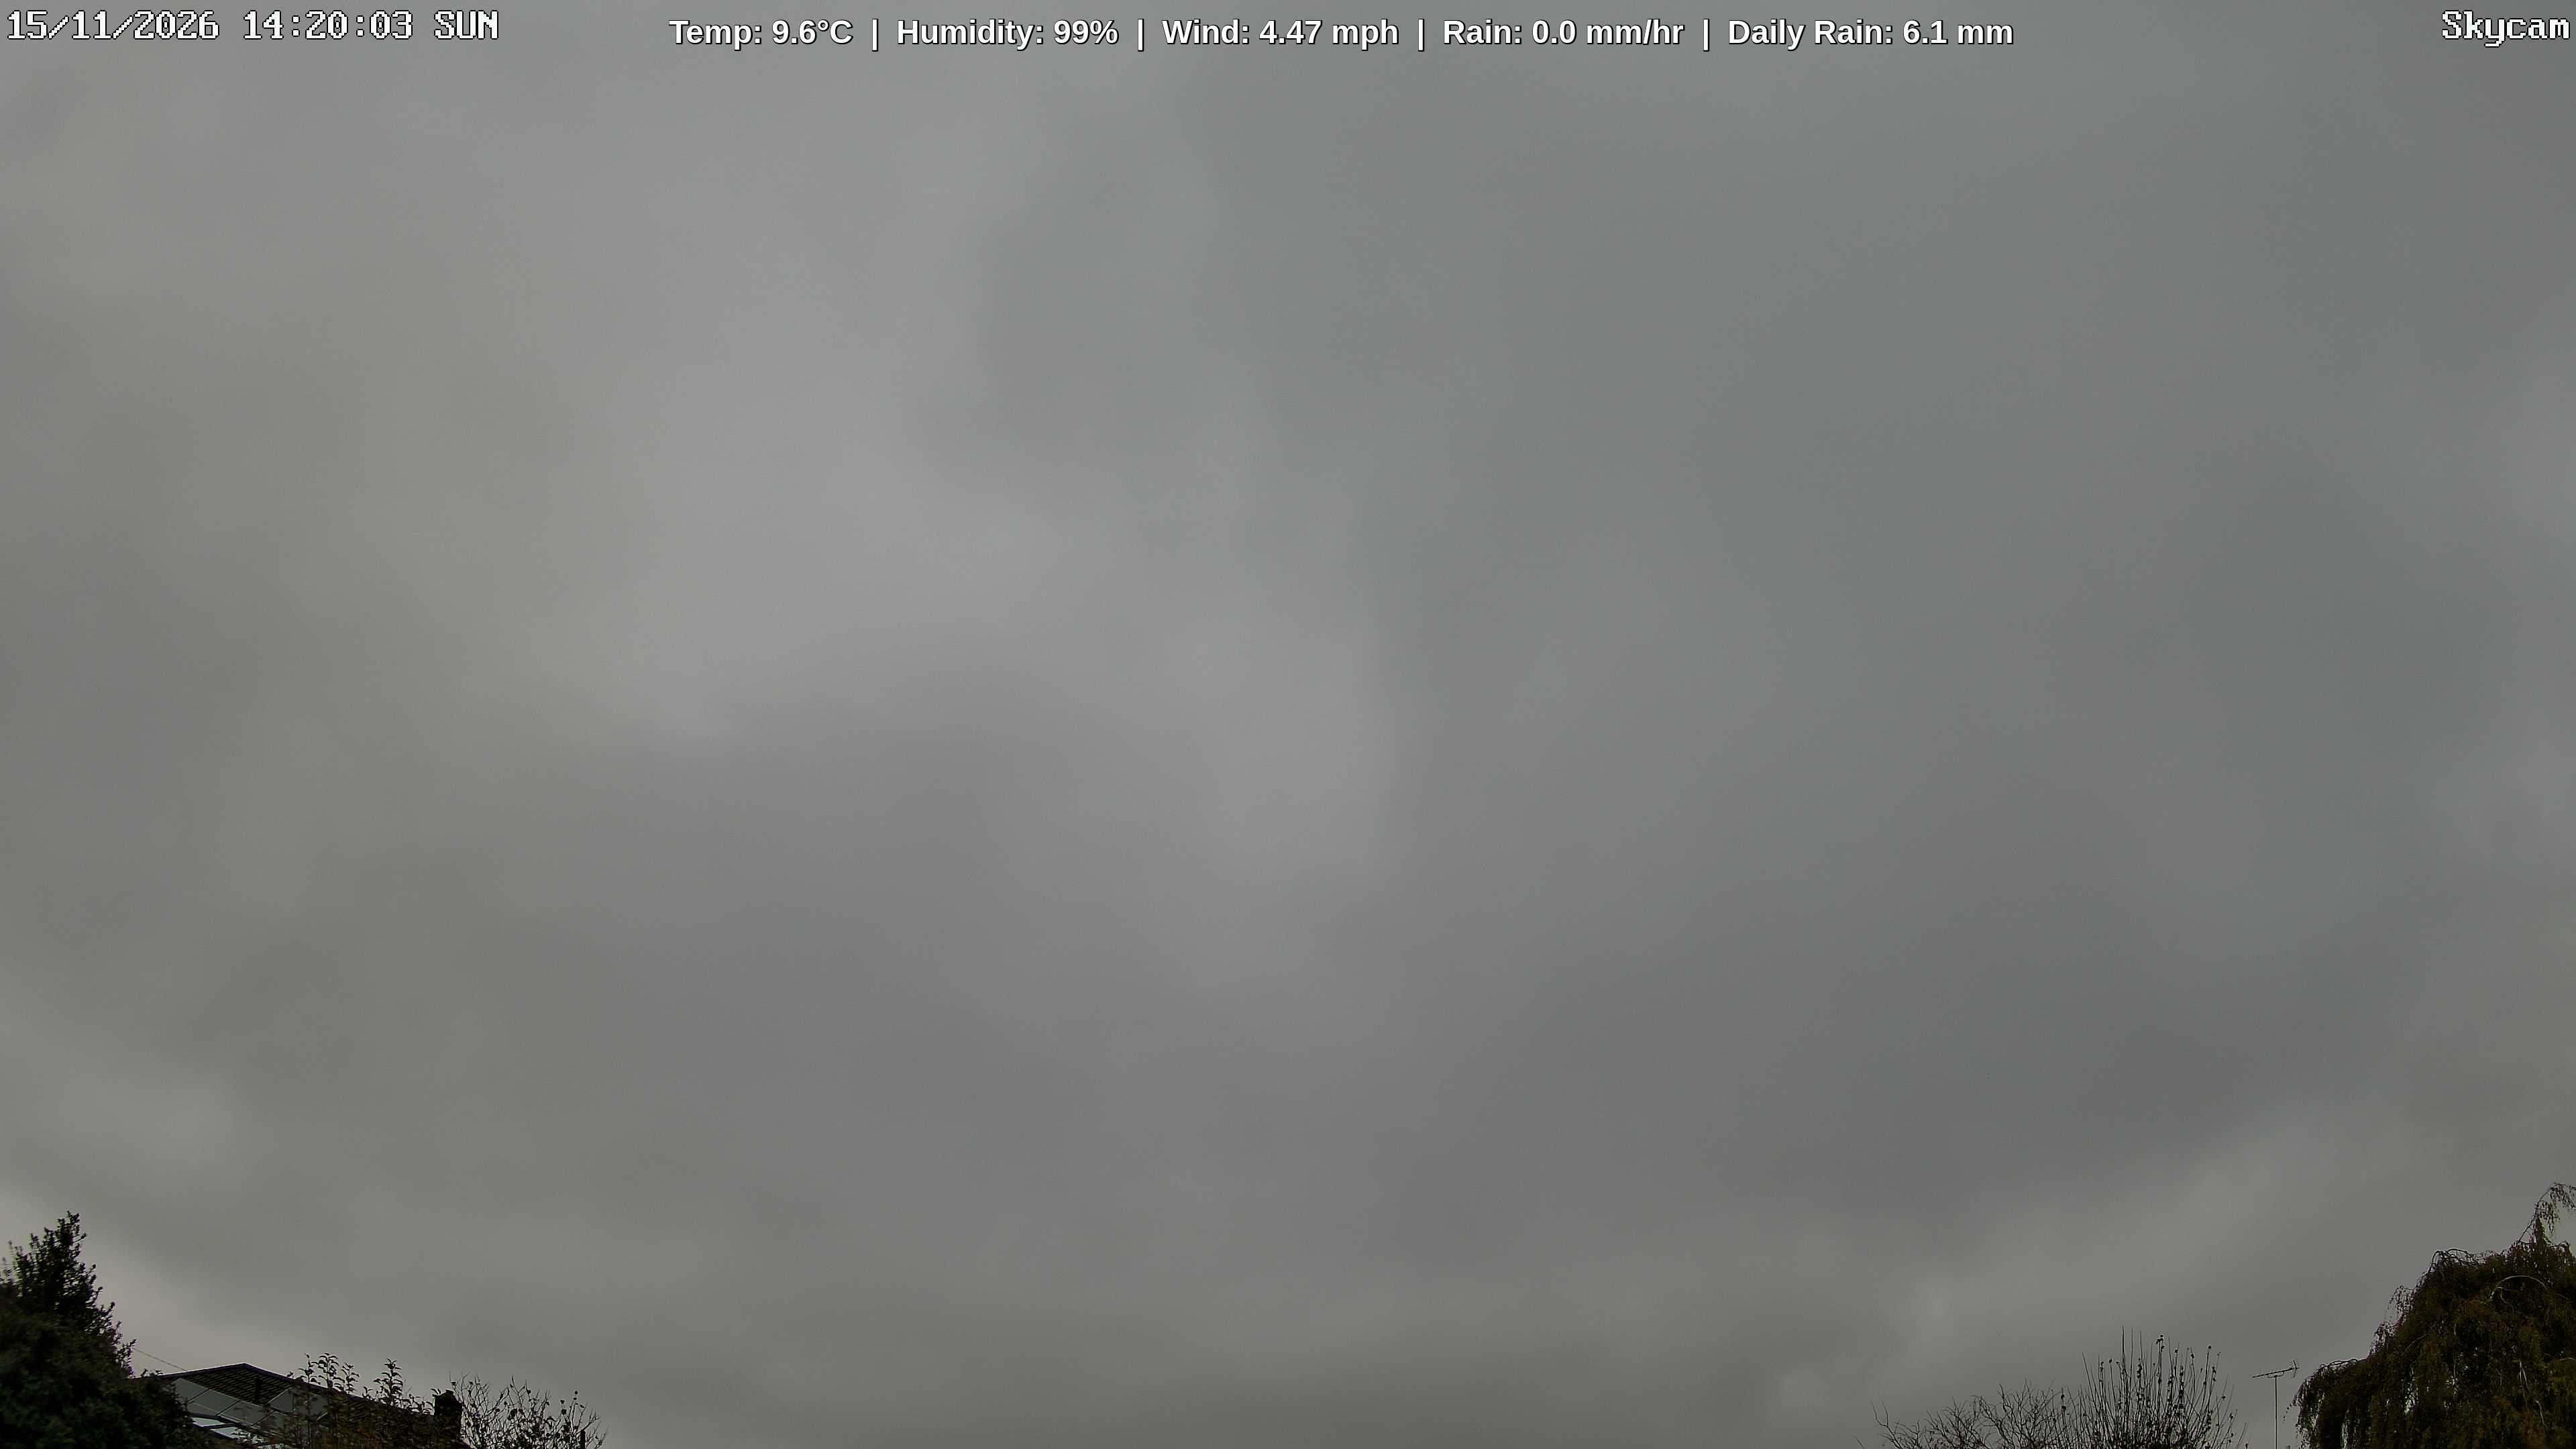 15/11/2026 14:20:03 SUN
Temp: 9.6°C | Humidity: 99% | Wind: 4.47 mph | Rain: 0.0 mm/hr | Daily Rain: 6.1 mm
Skycam